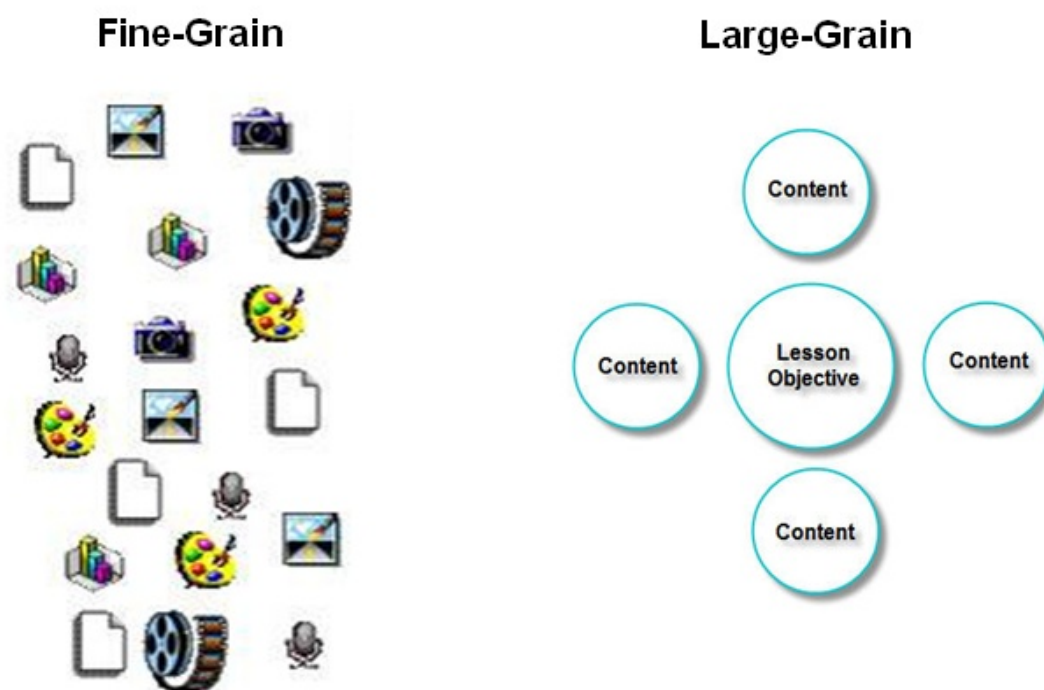 Fine-Grain
Large-Grain
Content
Content
Lesson
Objective
Content
Content